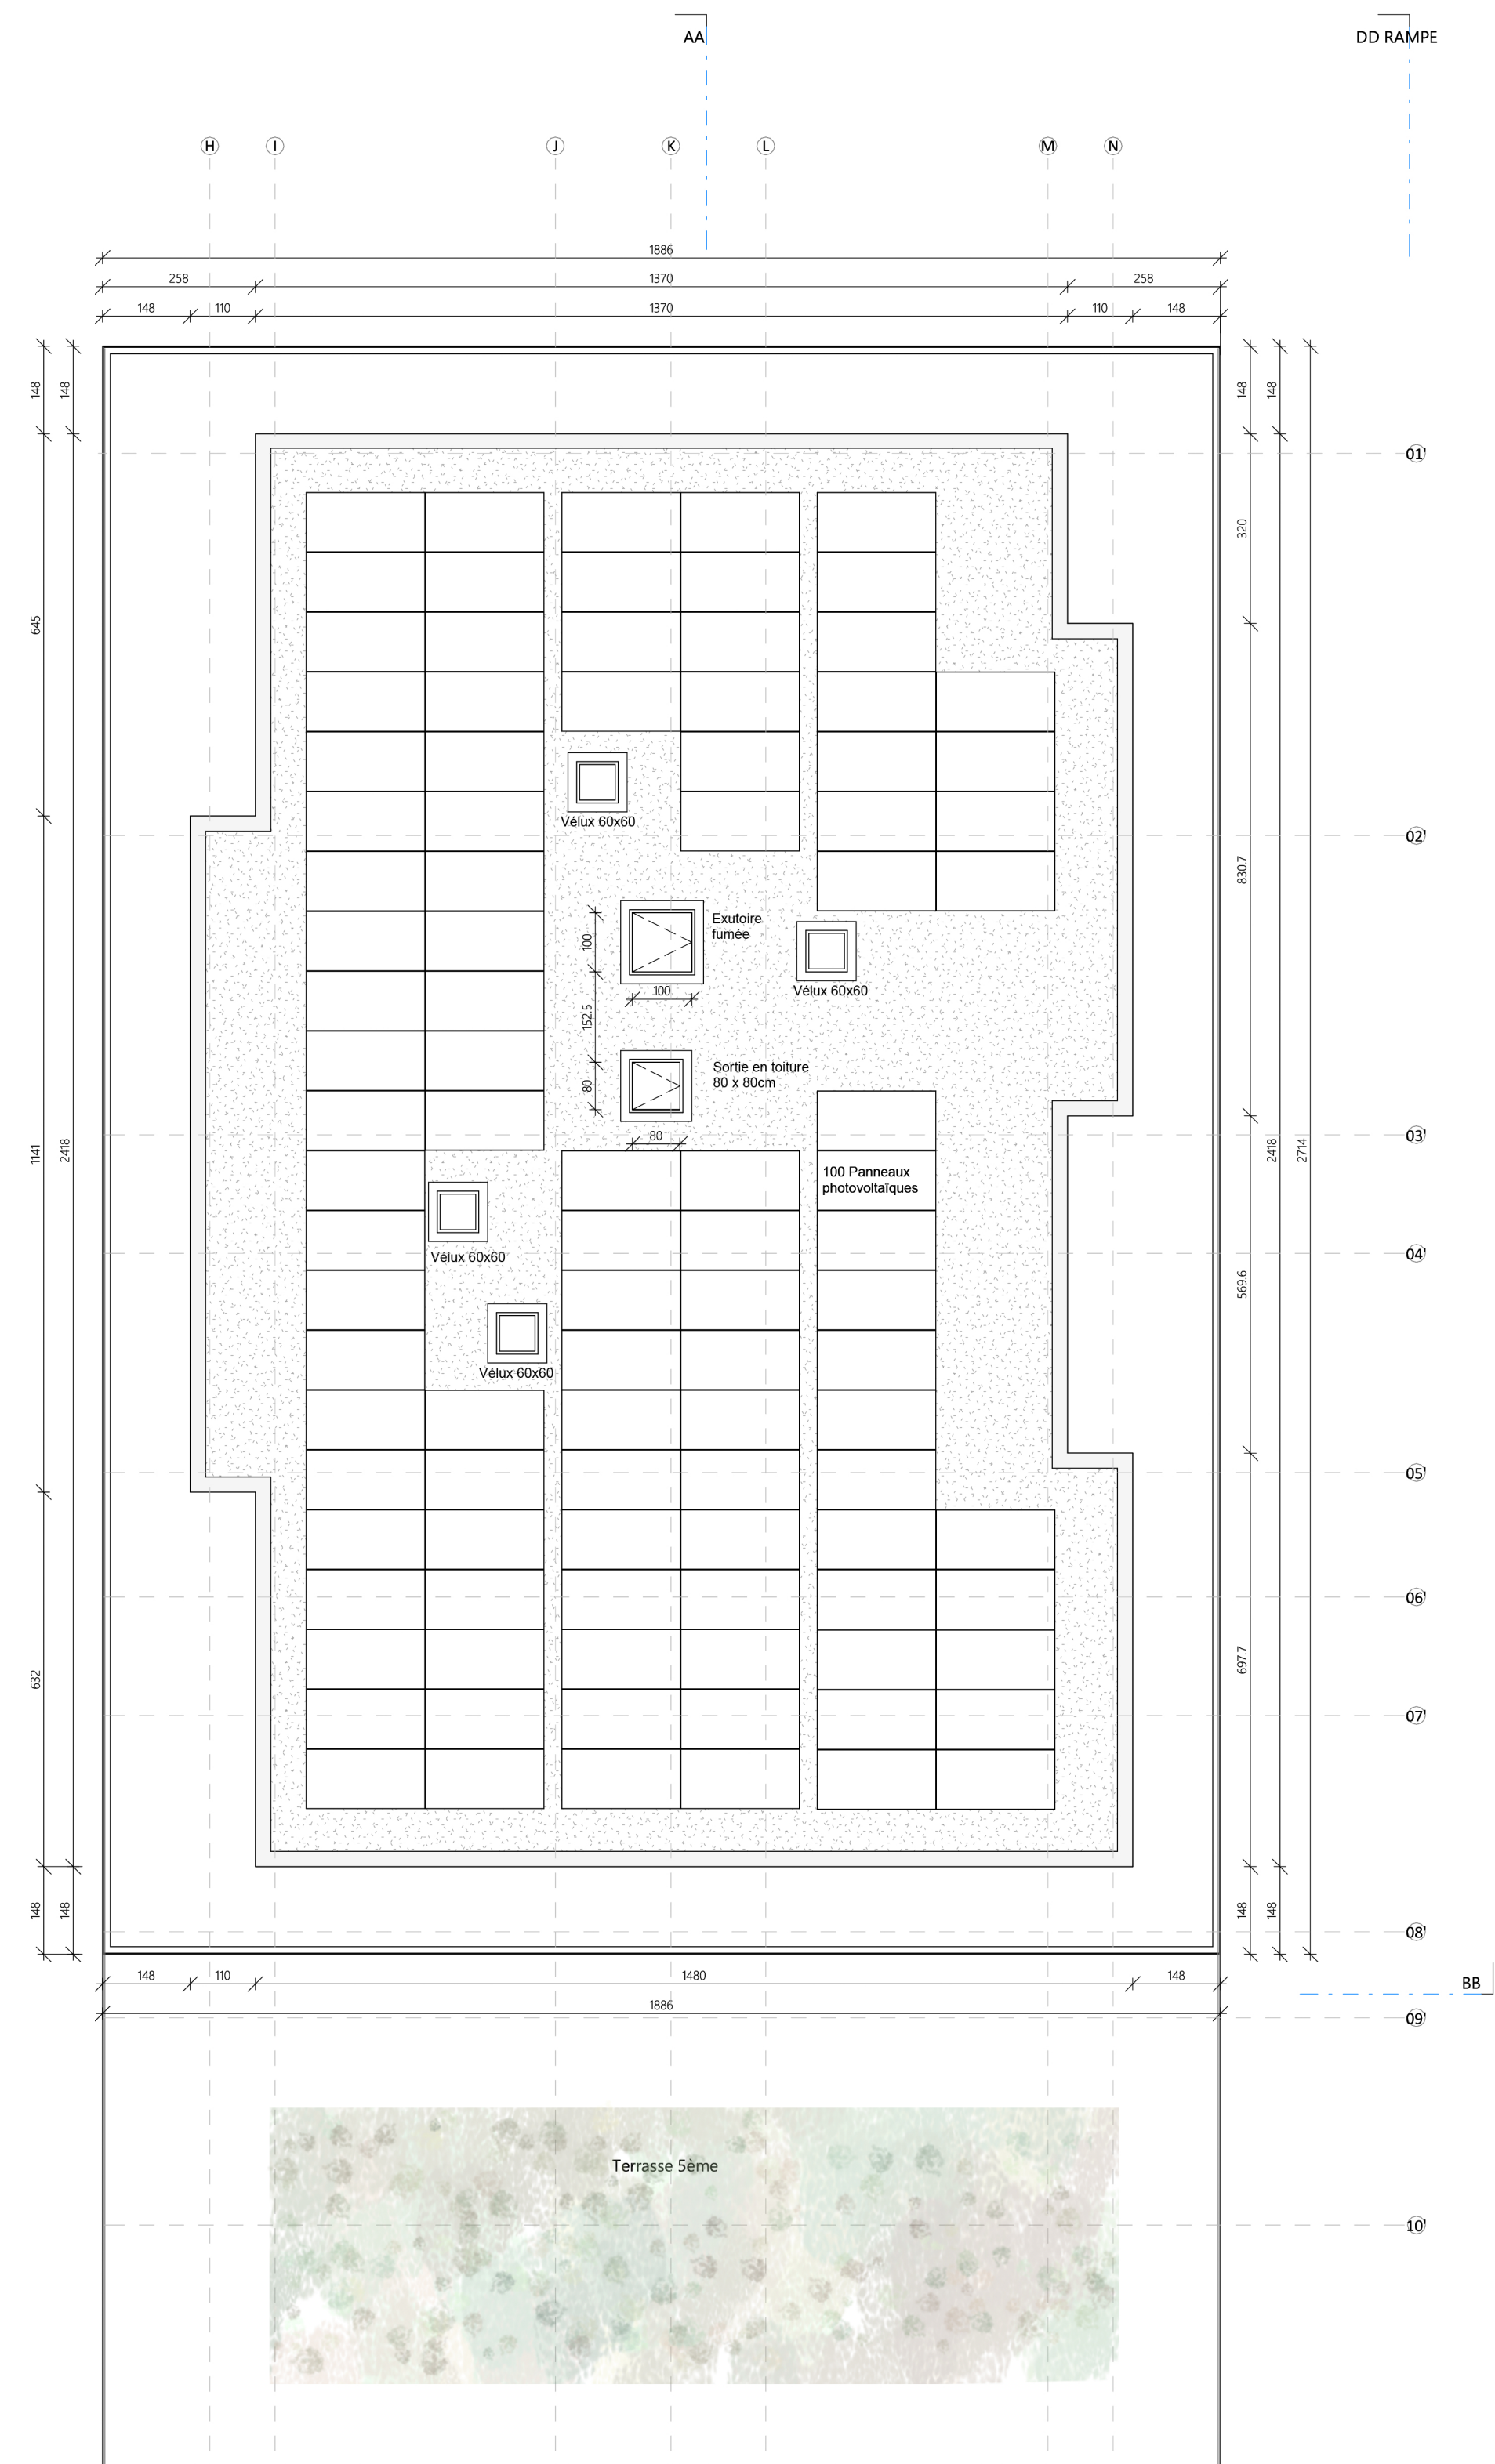 AA
DD RAMPE
H
I
J
K
L
M
N
1886
258
1370
258
148
110
1370
110
148
148
148
148
148
01'
320
645
Vélux 60x60
02'
830.7
Exutoire
fumée
100
100
Vélux 60x60
152.5
Sortie en toiture
80 x 80cm
80
80
03'
1141
2418
2418
2714
100 Panneaux
photovoltaïques
04'
Vélux 60x60
569.6
Vélux 60x60
05'
06'
697.7
632
07'
148
148
148
148
08'
148
110
1480
148
BB
1886
09'
Terrasse 5ème
10'